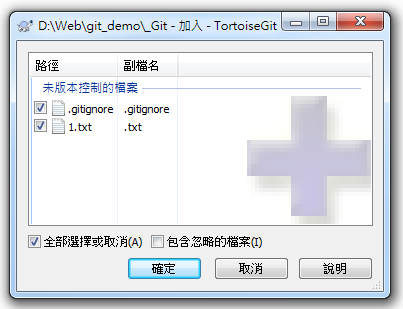 D:\Web\git_demo\_Git - 加入 - TortoiseGit
路徑 副檔名
未版本控制的檔案
.gitignore .gitignore
1.txt .txt
全部選擇或取消(A) 包含忽略的檔案(I)
確定 取消 說明